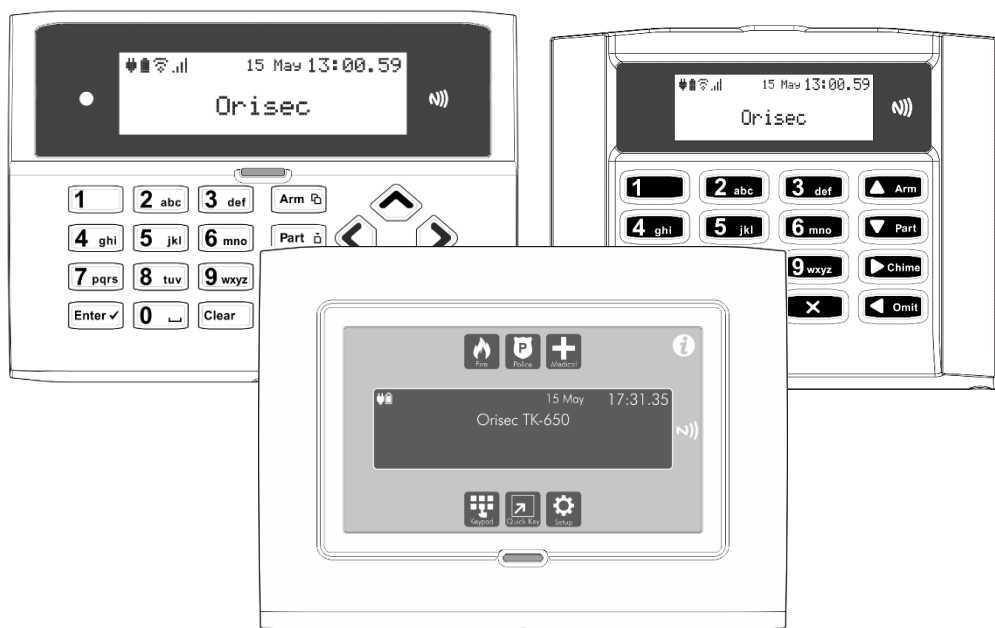 15 May 13:00.59
Orisec
1
2 abc
3 def
Arm
4 ghi
5 jkl
6 mno
Part
7 pqrs
8 tuv
9 wxyz
Enter ✓
0
Clear
15 May 13:00.59
Orisec
1
2 abc
3 def
Arm
4 ghi
5 jkl
6 mno
Part
9 wxyz
Chime
Omit
Fire
P
Police
Medical
i
15 May 17:31.35
Orisec TK-650
Keypad
Quick Key
Setup